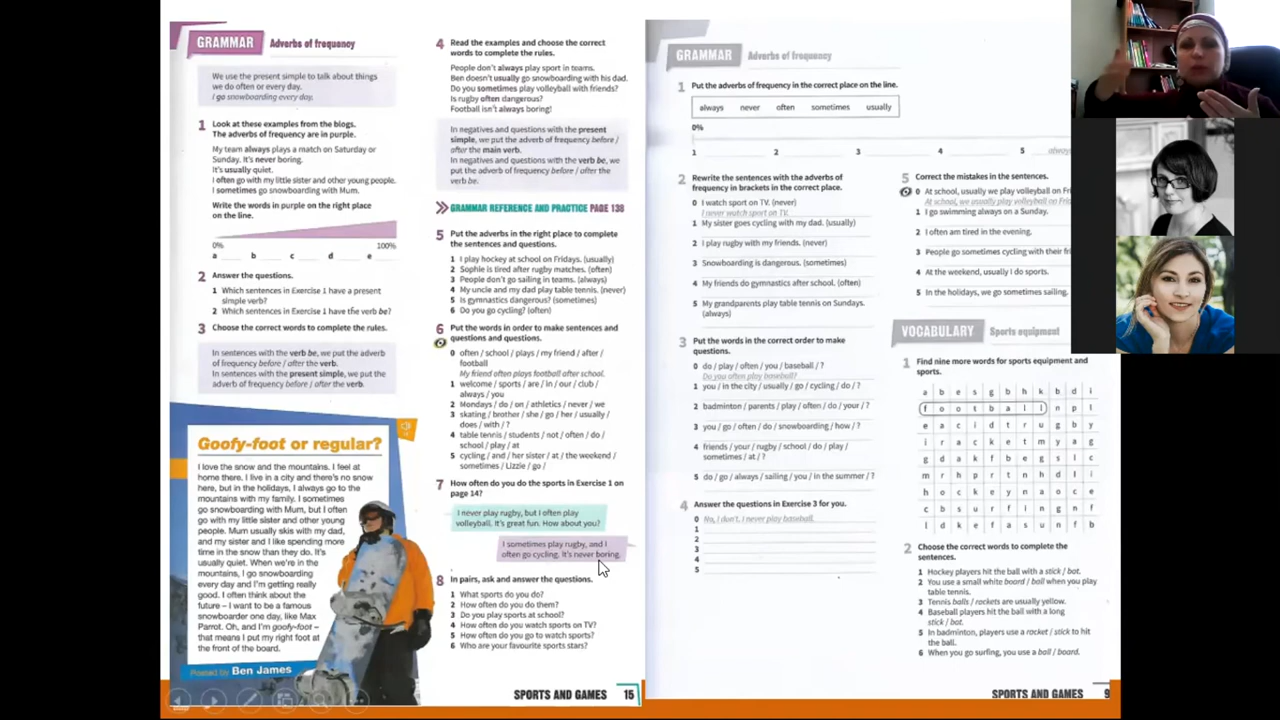 GRAMMAR Adverbs of frequency
We use the present simple to talk about things
we do often or every day.
I go snowboarding every day.
1 Look at these examples from the blogs.
The adverbs of frequency are in purple.
My team always plays a match on Saturday or
Sunday. It's never boring.
It's usually quiet.
I often go with my little sister and other young people.
I sometimes go snowboarding with Mum.
Write the words in purple on the right place
on the line.
0% 100%
a b c d e
2 Answer the questions.
1 Which sentences in Exercise 1 have a present
simple verb?
2 Which sentences in Exercise 1 have the verb be?
3 Choose the correct words to complete the rules.
In sentences with the verb be, we put the adverb
of frequency before / after the verb.
In sentences with the present simple, we put the
adverb of frequency before / after the verb.
Goofy-foot or regular?
I love the snow and the mountains. I feel at
home there. I live in a city and there's no snow
here, but in the holidays, I always go to the
mountains with my family. I sometimes
go snowboarding with Mum, but I often
go with my little sister and other young
people. Mum usually skis with my dad,
and my sister and I like spending more
time in the snow than they do. It's
usually quiet. When we're in the
mountains, I go snowboarding
every day and I'm getting really
good. I often think about the
future – I want to be a famous
snowboarder one day, like Max
Parrot. Oh, and I'm goofy-foot –
that means I put my right foot at
the front of the board.
Posted by Ben James
4 Read the examples and choose the correct
words to complete the rules.
People don't always play sport in teams.
Ben doesn't usually go snowboarding with his dad.
Do you sometimes play volleyball with friends?
Is rugby often dangerous?
Football isn't always boring!
In negatives and questions with the present
simple, we put the adverb of frequency before /
after the main verb.
In negatives and questions with the verb be, we
put the adverb of frequency before / after the
verb be.
GRAMMAR REFERENCE AND PRACTICE PAGE 138
5 Put the adverbs in the right place to complete
the sentences and questions.
1 I play hockey at school on Fridays. (usually)
2 Sophie is tired after rugby matches. (often)
3 People don't go sailing in teams. (always)
4 My uncle and my dad play table tennis. (never)
5 Is gymnastics dangerous? (sometimes)
6 Do you go cycling? (often)
6 Put the words in order to make sentences and
questions and questions.
0 often / school / plays / my friend / after /
football
My friend often plays football after school.
1 welcome / sports / are / in / our / club /
always / you
2 Mondays / do / on / athletics / never / we
3 skating / brother / she / go / her / usually /
does / with / ?
4 table tennis / students / not / often / do /
school / play / at
5 cycling / and / her sister / at / the weekend /
sometimes / Lizzie / go /
7 How often do you do the sports in Exercise 1 on
page 14?
I never play rugby, but I often play
volleyball. It's great fun. How about you?
I sometimes play rugby, and I
often go cycling. It's never boring.
8 In pairs, ask and answer the questions.
1 What sports do you do?
2 How often do you do them?
3 Do you play sports at school?
4 How often do you watch sports on TV?
5 How often do you go to watch sports?
6 Who are your favourite sports stars?
SPORTS AND GAMES 15
GRAMMAR Adverbs of frequency
1 Put the adverbs of frequency in the correct place on the line.
always never often sometimes usually
0%
1 2 3 4 5 always
2 Rewrite the sentences with the adverbs of
frequency in brackets in the correct place.
0 I watch sport on TV. (never)
I never watch sport on TV.
1 My sister goes cycling with my dad. (usually)
2 I play rugby with my friends. (never)
3 Snowboarding is dangerous. (sometimes)
4 My friends do gymnastics after school. (often)
5 My grandparents play table tennis on Sundays.
(always)
3 Put the words in the correct order to make
questions.
0 do / play / often / you / baseball / ?
Do you often play baseball?
1 you / in the city / usually / go / cycling / do / ?
2 badminton / parents / play / often / do / your / ?
3 you / go / often / do / snowboarding / how / ?
4 friends / your / rugby / school / do / play /
sometimes / at / ?
5 do / go / always / sailing / you / in the summer / ?
4 Answer the questions in Exercise 3 for you.
0 No, I don't. I never play baseball.
1
2
3
4
5
5 Correct the mistakes in the sentences.
0 At school, usually we play volleyball on Fri
At school, we usually play volleyball on Frida
1 I go swimming always on a Sunday.
2 I often am tired in the evening.
3 People go sometimes cycling with their fri
4 At the weekend, usually I do sports.
5 In the holidays, we go sometimes sailing.
VOCABULARY Sports equipment
1 Find nine more words for sports equipment and
sports.
a b e s g b h k b d i
f o o t b a l l n p l
e a c i d t r u g b y
i r a c k e t m y a g
g d a k f b e g s l c
m r h p r t n h d l i
h o c k e y n a o c e
c b s u r f i n g n f
l d k e f a s u n f b
2 Choose the correct words to complete the
sentences.
1 Hockey players hit the ball with a stick / bat.
2 You use a small white board / ball when you play
table tennis.
3 Tennis balls / rackets are usually yellow.
4 Baseball players hit the ball with a long
stick / bat.
5 In badminton, players use a racket / stick to hit
the ball.
6 When you go surfing, you use a ball / board.
SPORTS AND GAMES 9